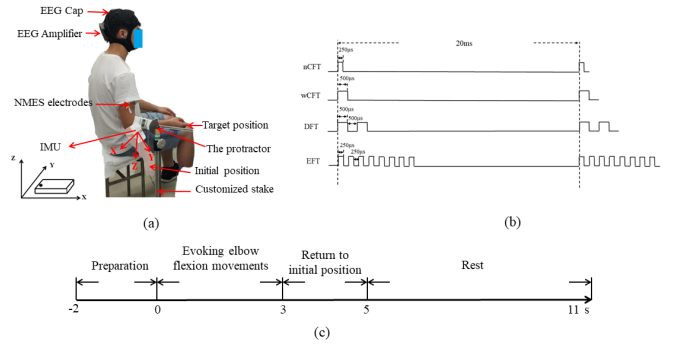 EEG Cap
EEG Amplifier
NMES electrodes
IMU
Target position
The protractor
Initial position
Customized stake
Z
Y
X
(a)
20ms
250μs
nCFT
500μs
wCFT
500μs
500μs
DFT
250μs
250μs
EFT
(b)
Preparation
Evoking elbow
flexion movements
Return to
initial position
Rest
-2
0
3
5
11 s
(c)